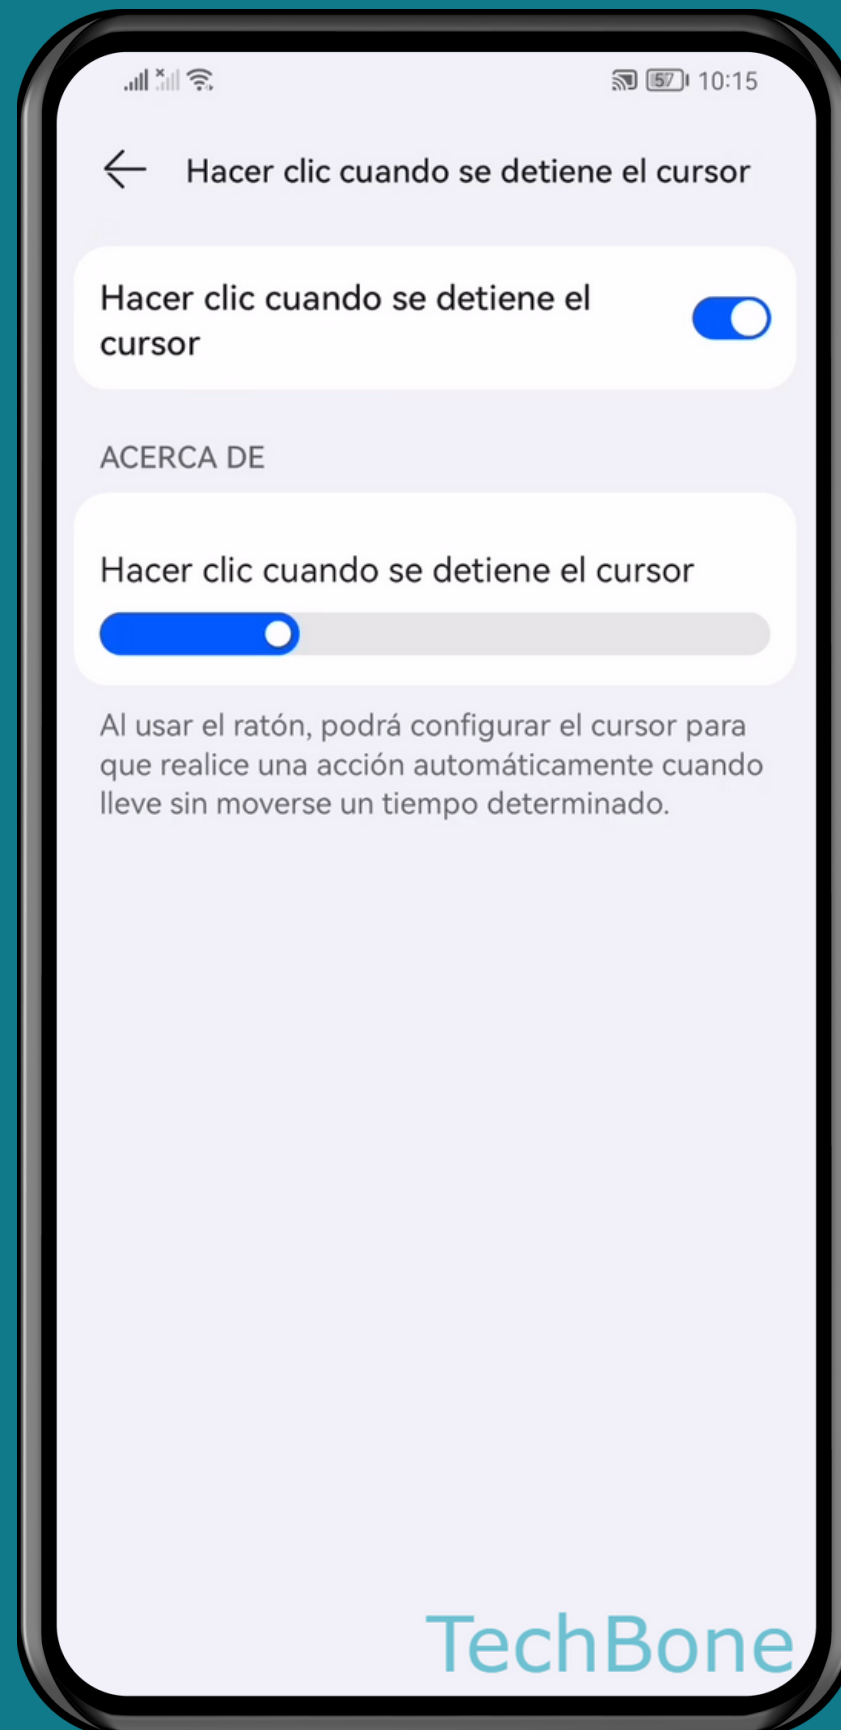 57 10:15
Hacer clic cuando se detiene el cursor
Hacer clic cuando se detiene el
cursor
ACERCA DE
Hacer clic cuando se detiene el cursor
Al usar el ratón, podrá configurar el cursor para
que realice una acción automáticamente cuando
lleve sin moverse un tiempo determinado.
TechBone